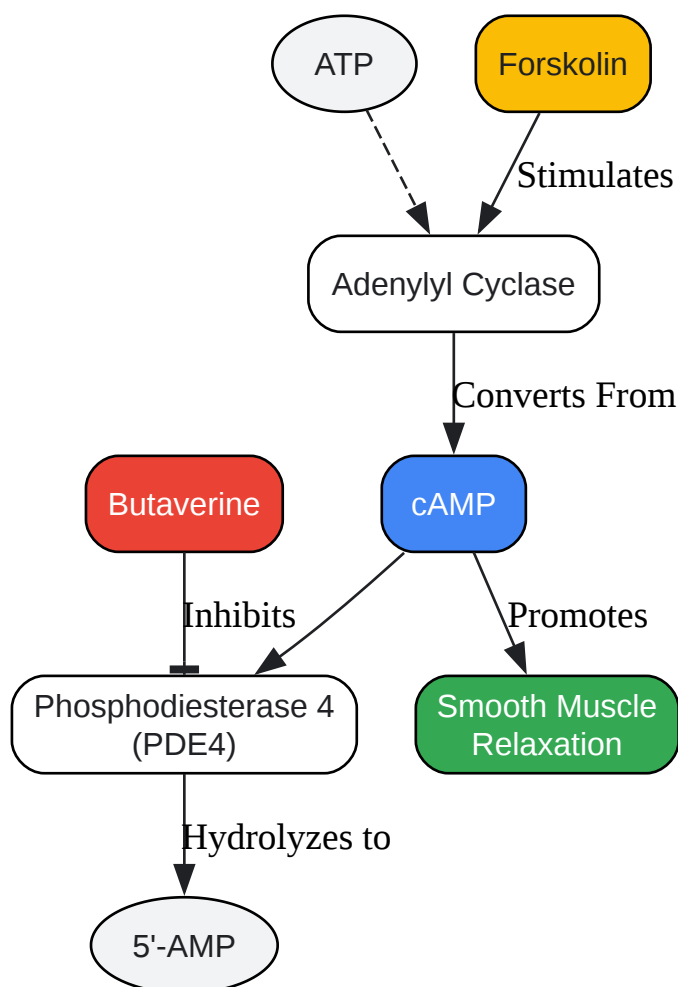 ATP
Forskolin
Stimulates
Adenylyl Cyclase
Converts From
Butaverine
cAMP
Inhibits
Promotes
Phosphodiesterase 4
(PDE4)
Smooth Muscle
Relaxation
Hydrolyzes to
5'-AMP